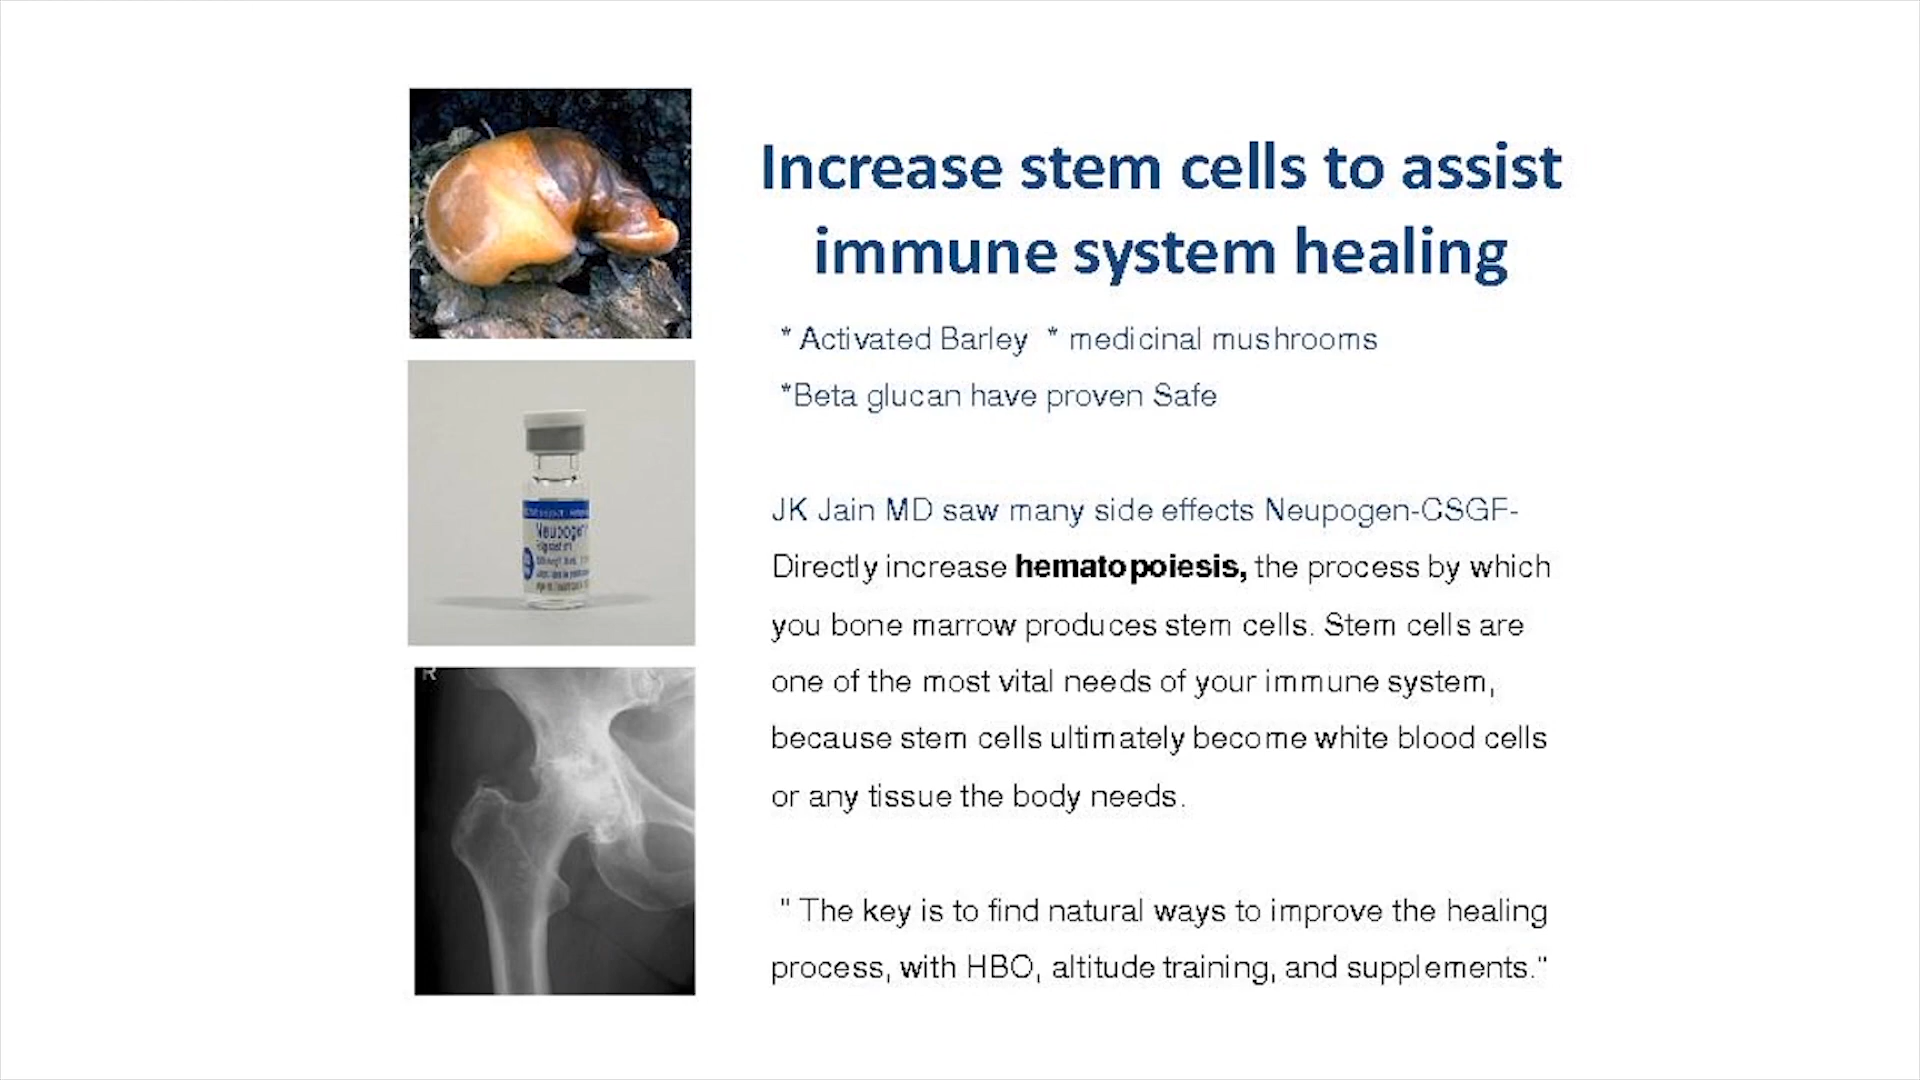 Increase stem cells to assist
immune system healing
* Activated Barley * medicinal mushrooms
*Beta glucan have proven Safe
JK Jain MD saw many side effects Neupogen-CSGF-
Directly increase hematopoiesis, the process by which
you bone marrow produces stem cells. Stem cells are
one of the most vital needs of your immune system,
because stem cells ultimately become white blood cells
or any tissue the body needs.
" The key is to find natural ways to improve the healing
process, with HBO, altitude training, and supplements."
Neupogen
R